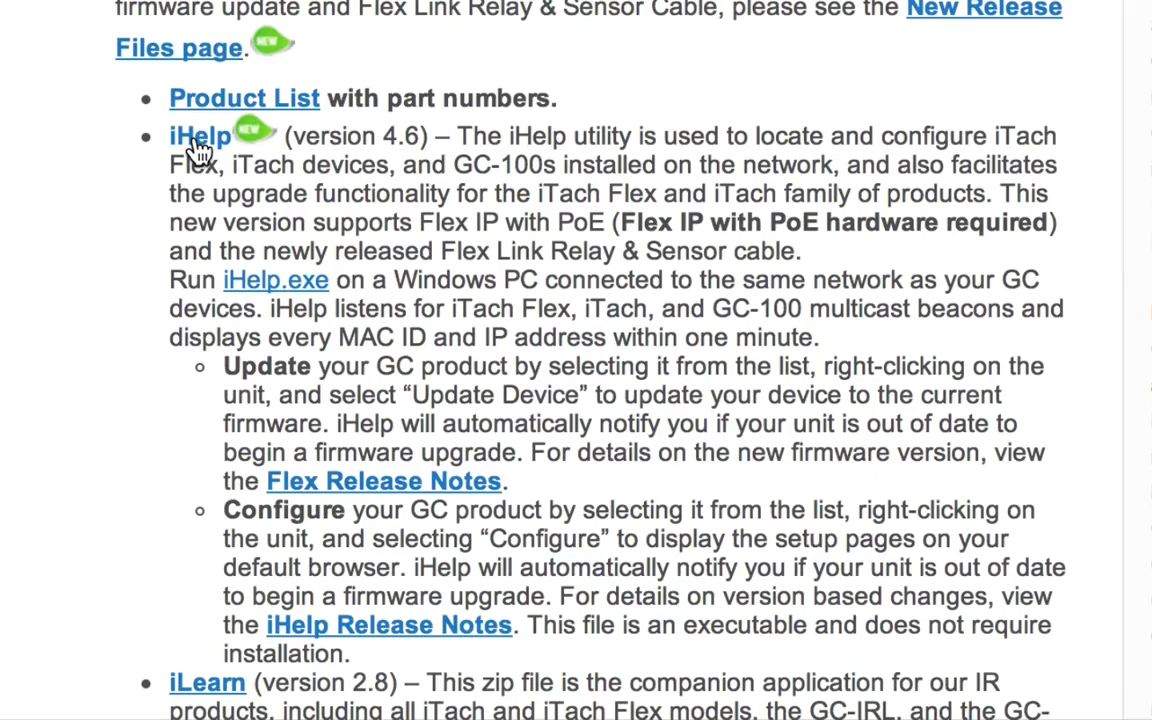 firmware update and Flex Link Relay & Sensor Cable, please see the New Release
Files page. NEW
• Product List with part numbers.
• iHelp NEW (version 4.6) – The iHelp utility is used to locate and configure iTach
Flex, iTach devices, and GC-100s installed on the network, and also facilitates
the upgrade functionality for the iTach Flex and iTach family of products. This
new version supports Flex IP with PoE (Flex IP with PoE hardware required)
and the newly released Flex Link Relay & Sensor cable.
Run iHelp.exe on a Windows PC connected to the same network as your GC
devices. iHelp listens for iTach Flex, iTach, and GC-100 multicast beacons and
displays every MAC ID and IP address within one minute.
◦ Update your GC product by selecting it from the list, right-clicking on the
unit, and select “Update Device” to update your device to the current
firmware. iHelp will automatically notify you if your unit is out of date to
begin a firmware upgrade. For details on the new firmware version, view
the Flex Release Notes.
◦ Configure your GC product by selecting it from the list, right-clicking on
the unit, and selecting “Configure” to display the setup pages on your
default browser. iHelp will automatically notify you if your unit is out of date
to begin a firmware upgrade. For details on version based changes, view
the iHelp Release Notes. This file is an executable and does not require
installation.
• iLearn (version 2.8) – This zip file is the companion application for our IR
products, including all iTach and iTach Flex models, the GC-IRL, and the GC-